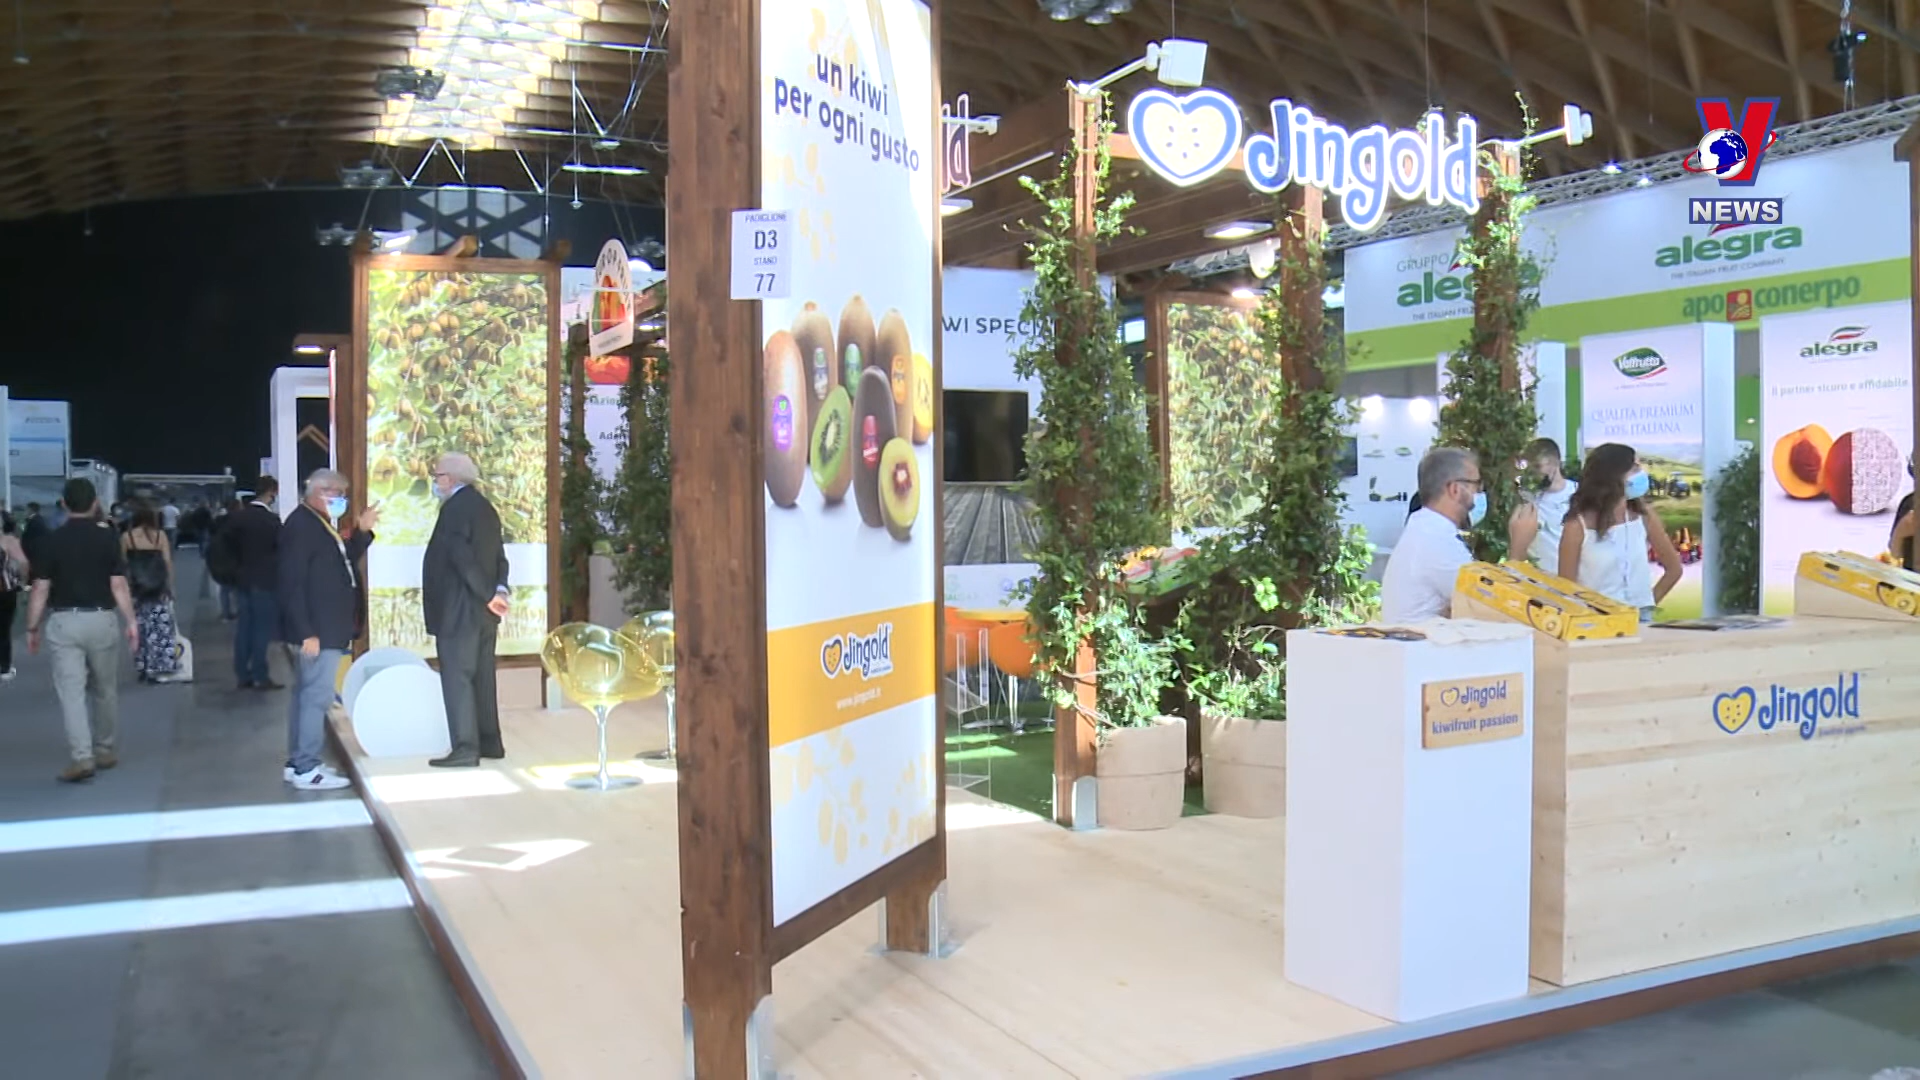 un kiwi
per ogni gusto
PADIGLIONE
D3
STAND
77
Jingold
www.jingold.it
Jingold
WI SPECI
V
NEWS
GRUPPO
alegra
THE ITALIAN FRUIT COMPANY
apo conerpo
Valfrutta
QUALITÀ PREMIUM
100% ITALIANA
alegra
Il partner sicuro e affidabile
Jingold
kiwifruit passion
Jingold